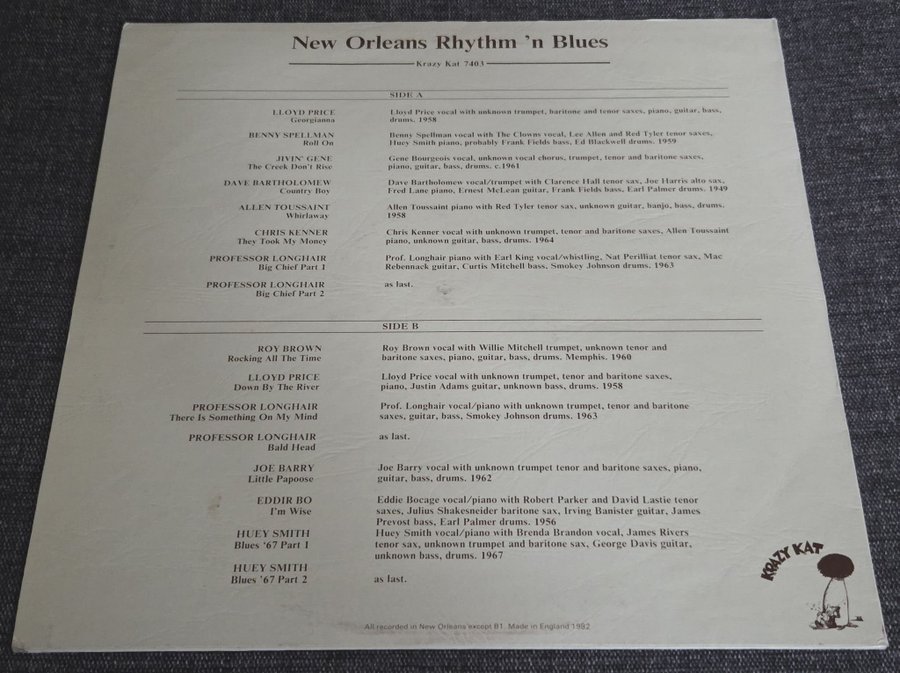 New Orleans Rhythm 'n Blues
Krazy Kat 7403
SIDE A
LLOYD PRICE
Georgianna
Lloyd Price vocal with unknown trumpet, baritone and tenor saxes, piano, guitar, bass,
drums. 1958
BENNY SPELLMAN
Roll On
Benny Spellman vocal with The Clowns vocal, Lee Allen and Red Tyler tenor saxes,
Huey Smith piano, probably Frank Fields bass, Ed Blackwell drums. 1959
JIVIN' GENE
The Creek Don't Rise
Gene Bourgeois vocal, unknown vocal chorus, trumpet, tenor and baritone saxes,
piano, guitar, bass, drums. c.1961
DAVE BARTHOLOMEW
Country Boy
Dave Bartholomew vocal/trumpet with Clarence Hall tenor sax, Joe Harris alto sax,
Fred Lane piano, Ernest McLean guitar, Frank Fields bass, Earl Palmer drums. 1949
ALLEN TOUSSAINT
Whirlaway
Allen Toussaint piano with Red Tyler tenor sax, unknown guitar, banjo, bass, drums.
1958
CHRIS KENNER
They Took My Money
Chris Kenner vocal with unknown trumpet, tenor and baritone saxes, Allen Toussaint
piano, unknown guitar, bass, drums. 1964
PROFESSOR LONGHAIR
Big Chief Part 1
Prof. Longhair piano with Earl King vocal/whistling, Nat Perilliat tenor sax, Mac
Rebennack guitar, Curtis Mitchell bass, Smokey Johnson drums. 1963
PROFESSOR LONGHAIR
Big Chief Part 2
as last.
SIDE B
ROY BROWN
Rocking All The Time
Roy Brown vocal with Willie Mitchell trumpet, unknown tenor and
baritone saxes, piano, guitar, bass, drums. Memphis. 1960
LLOYD PRICE
Down By The River
Lloyd Price vocal with unknown trumpet, tenor and baritone saxes,
piano, Justin Adams guitar, unknown bass, drums. 1958
PROFESSOR LONGHAIR
There Is Something On My Mind
Prof. Longhair vocal/piano with unknown trumpet, tenor and baritone
saxes, guitar, bass, Smokey Johnson drums. 1963
PROFESSOR LONGHAIR
Bald Head
as last.
JOE BARRY
Little Papoose
Joe Barry vocal with unknown trumpet tenor and baritone saxes, piano,
guitar, bass, drums. 1962
EDDIR BO
I'm Wise
Eddie Bocage vocal/piano with Robert Parker and David Lastie tenor
saxes, Julius Shakesneider baritone sax, Irving Banister guitar, James
Prevost bass, Earl Palmer drums. 1956
HUEY SMITH
Blues '67 Part 1
Huey Smith vocal/piano with Brenda Brandon vocal, James Rivers
tenor sax, unknown trumpet and baritone sax, George Davis guitar,
unknown bass, drums. 1967
HUEY SMITH
Blues '67 Part 2
as last.
KRAZY KAT
All recorded in New Orleans except B1. Made in England 1982